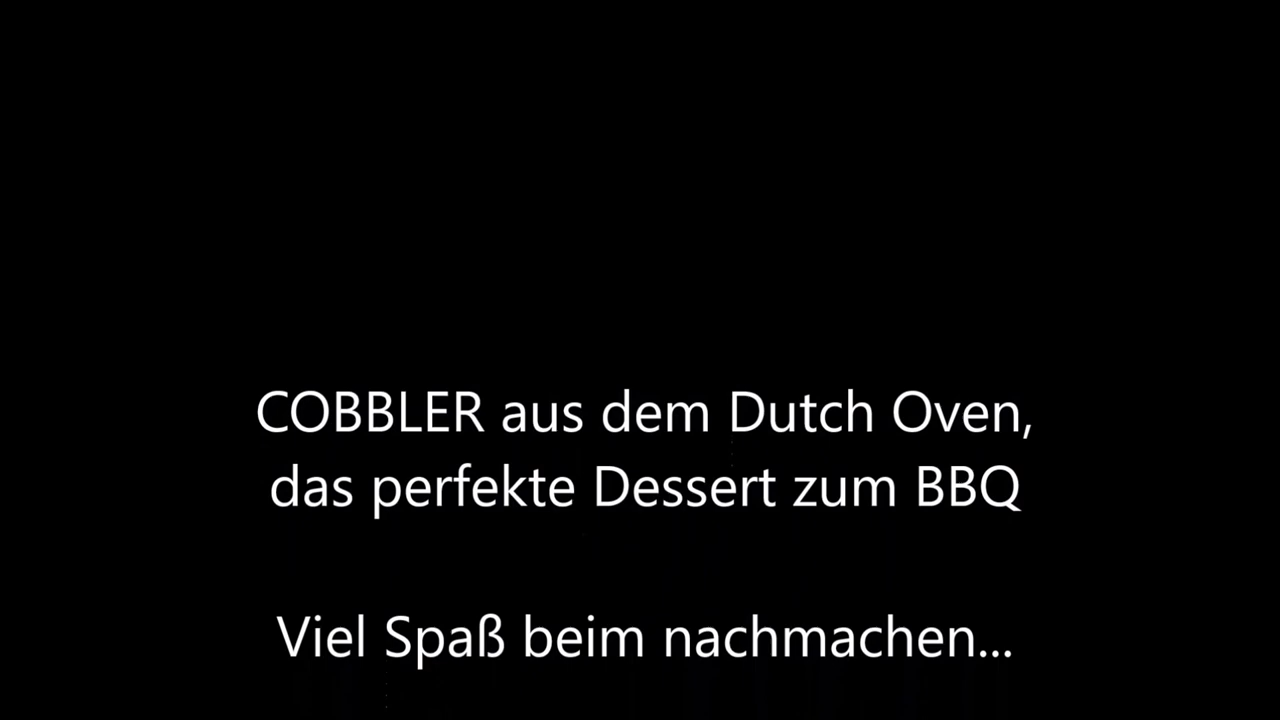 COBBLER aus dem Dutch Oven,
das perfekte Dessert zum BBQ
Viel Spaß beim nachmachen...